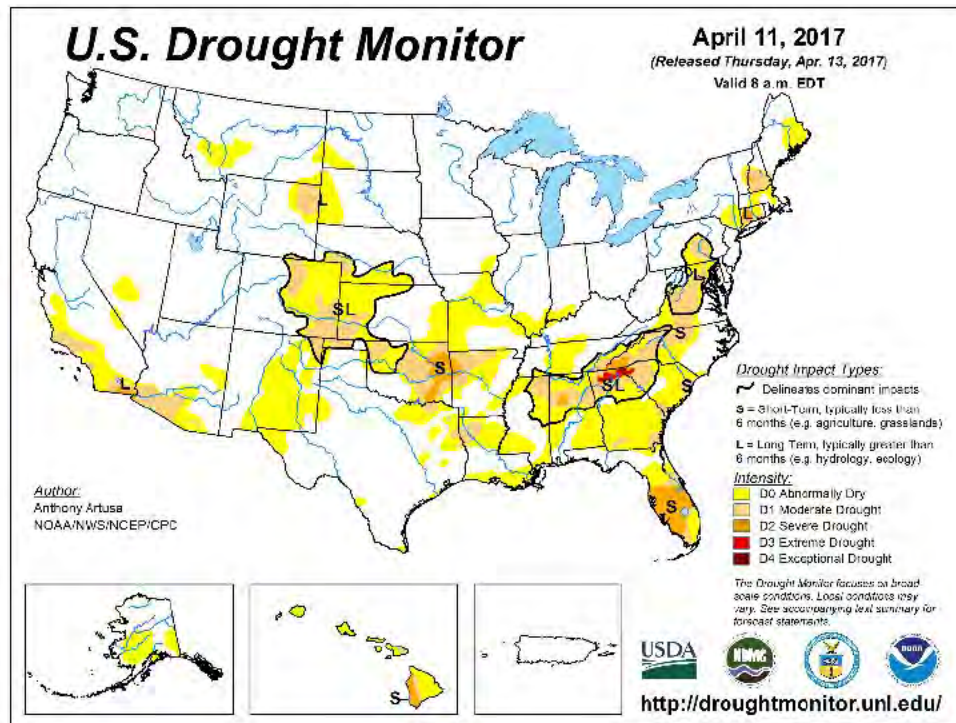 U.S. Drought Monitor
April 11, 2017
(Released Thursday, Apr. 13, 2017)
Valid 8 a.m. EDT
L
SL
L
S
SL
S
S
L
L
S
Drought Impact Types:
Delineates dominant impacts
S = Short-Term, typically less than
6 months (e.g. agriculture, grasslands)
L = Long-Term, typically greater than
6 months (e.g. hydrology, ecology)
Intensity:
D0 Abnormally Dry
D1 Moderate Drought
D2 Severe Drought
D3 Extreme Drought
D4 Exceptional Drought
Author:
Anthony Artusa
NOAA/NWS/NCEP/CPC
The Drought Monitor focuses on broad-
scale conditions. Local conditions may
vary. See accompanying text summary for
forecast statements.
S
USDA
NDMC
http://droughtmonitor.unl.edu/